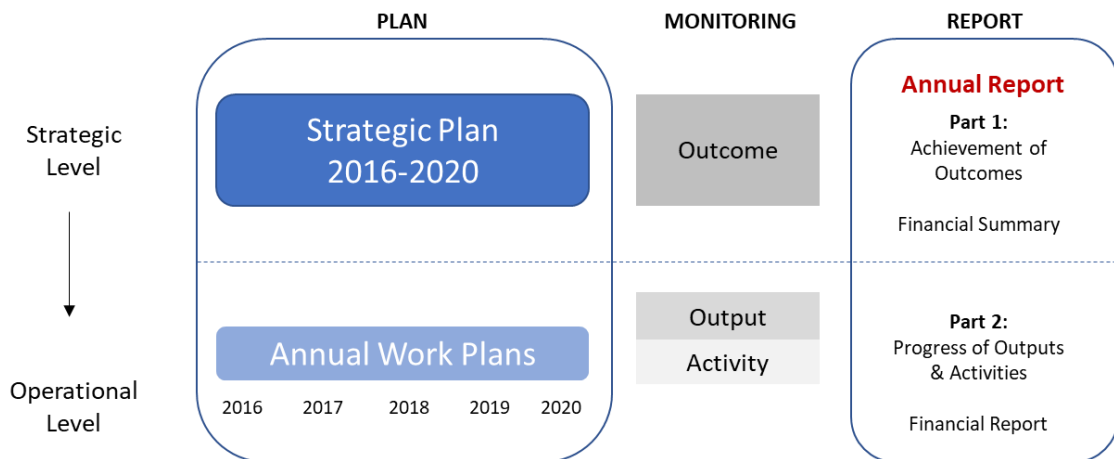 PLAN
MONITORING
REPORT
Strategic
Level
Strategic Plan
2016-2020
Outcome
Annual Report
Part 1:
Achievement of
Outcomes
Financial Summary
Operational
Level
Annual Work Plans
2016 2017 2018 2019 2020
Output
Activity
Part 2:
Progress of Outputs
& Activities
Financial Report